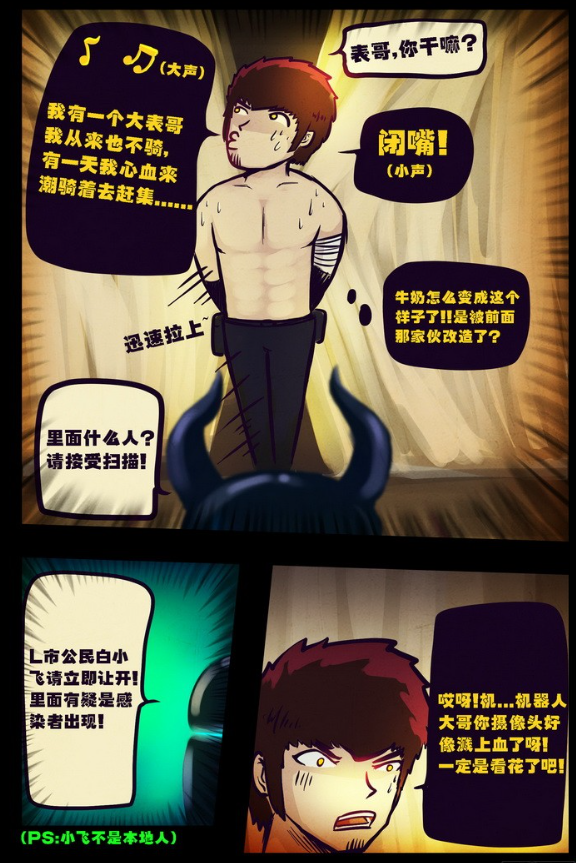 ♪ ♫(大声)
我有一个大表哥
我从来也不骑,
有一天我心血来
潮骑着去赶集……
表哥,你干嘛?
闭嘴!
(小声)
牛奶怎么变成这个
样子了!!是被前面
那家伙改造了?
迅速拉上~
里面什么人?
请接受扫描!
L市公民白小
飞请立即让开!
里面有疑是感
染者出现!
(PS:小飞不是本地人)
哎呀!机...机器人
大哥你摄像头好
像溅上血了呀!
一定是看花了吧!